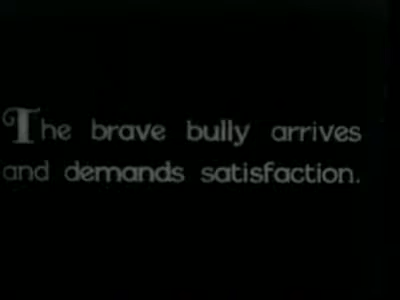 The brave bully arrives
and demands satisfaction.